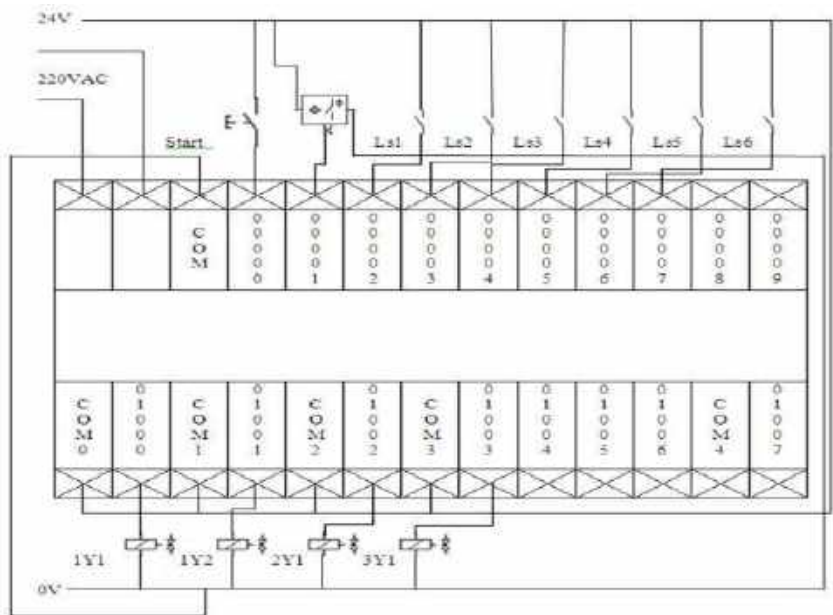 24V
220VAC
Start
Ls1 Ls2 Ls3 Ls4 Ls5 Ls6
COM 00000 00001 00002 00003 00004 00005 00006 00007 00008 00009
COM0 01000 COM1 01001 COM2 01002 COM3 01003 01004 01005 01006 COM4 01007
1Y1 1Y2 2Y1 3Y1
0V